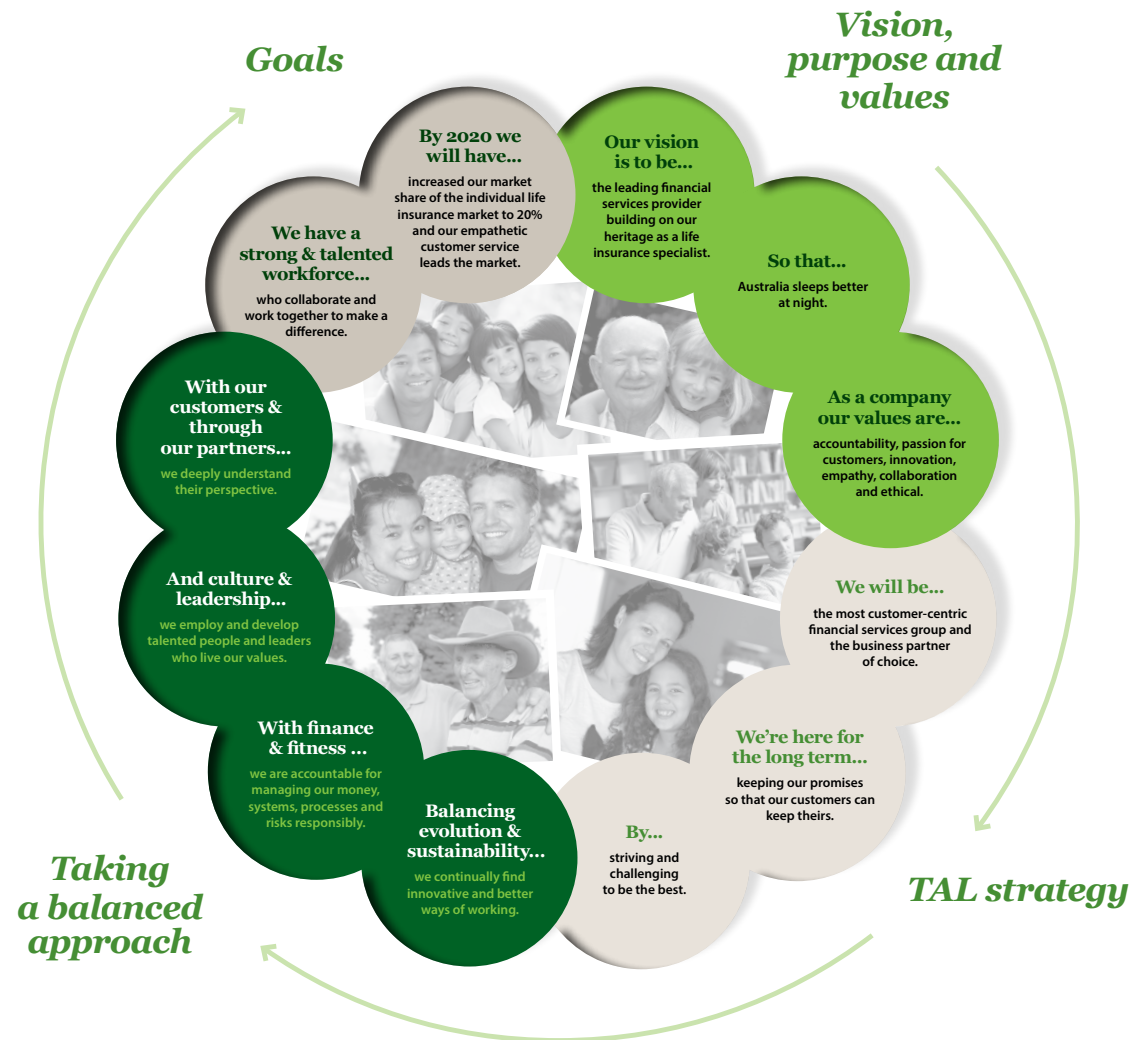 Goals
Vision,
purpose and
values
By 2020 we
will have...
increased our market
share of the individual life
insurance market to 20%
and our empathetic
customer service
leads the market.
Our vision
is to be...
the leading financial
services provider
building on our
heritage as a life
insurance specialist.
So that...
Australia sleeps better
at night.
As a company
our values are...
accountability, passion for
customers, innovation,
empathy, collaboration
and ethical.
We will be...
the most customer-centric
financial services group and
the business partner
of choice.
We're here for
the long term...
keeping our promises
so that our customers can
keep theirs.
By...
striving and
challenging
to be the best.
TAL strategy
Balancing
evolution &
sustainability...
we continually find
innovative and better
ways of working.
With finance
& fitness ...
we are accountable for
managing our money,
systems, processes and
risks responsibly.
And culture &
leadership...
we employ and develop
talented people and leaders
who live our values.
With our
customers &
through
our partners...
we deeply understand
their perspective.
Taking
a balanced
approach
We have a
strong & talented
workforce...
who collaborate and
work together to make a
difference.